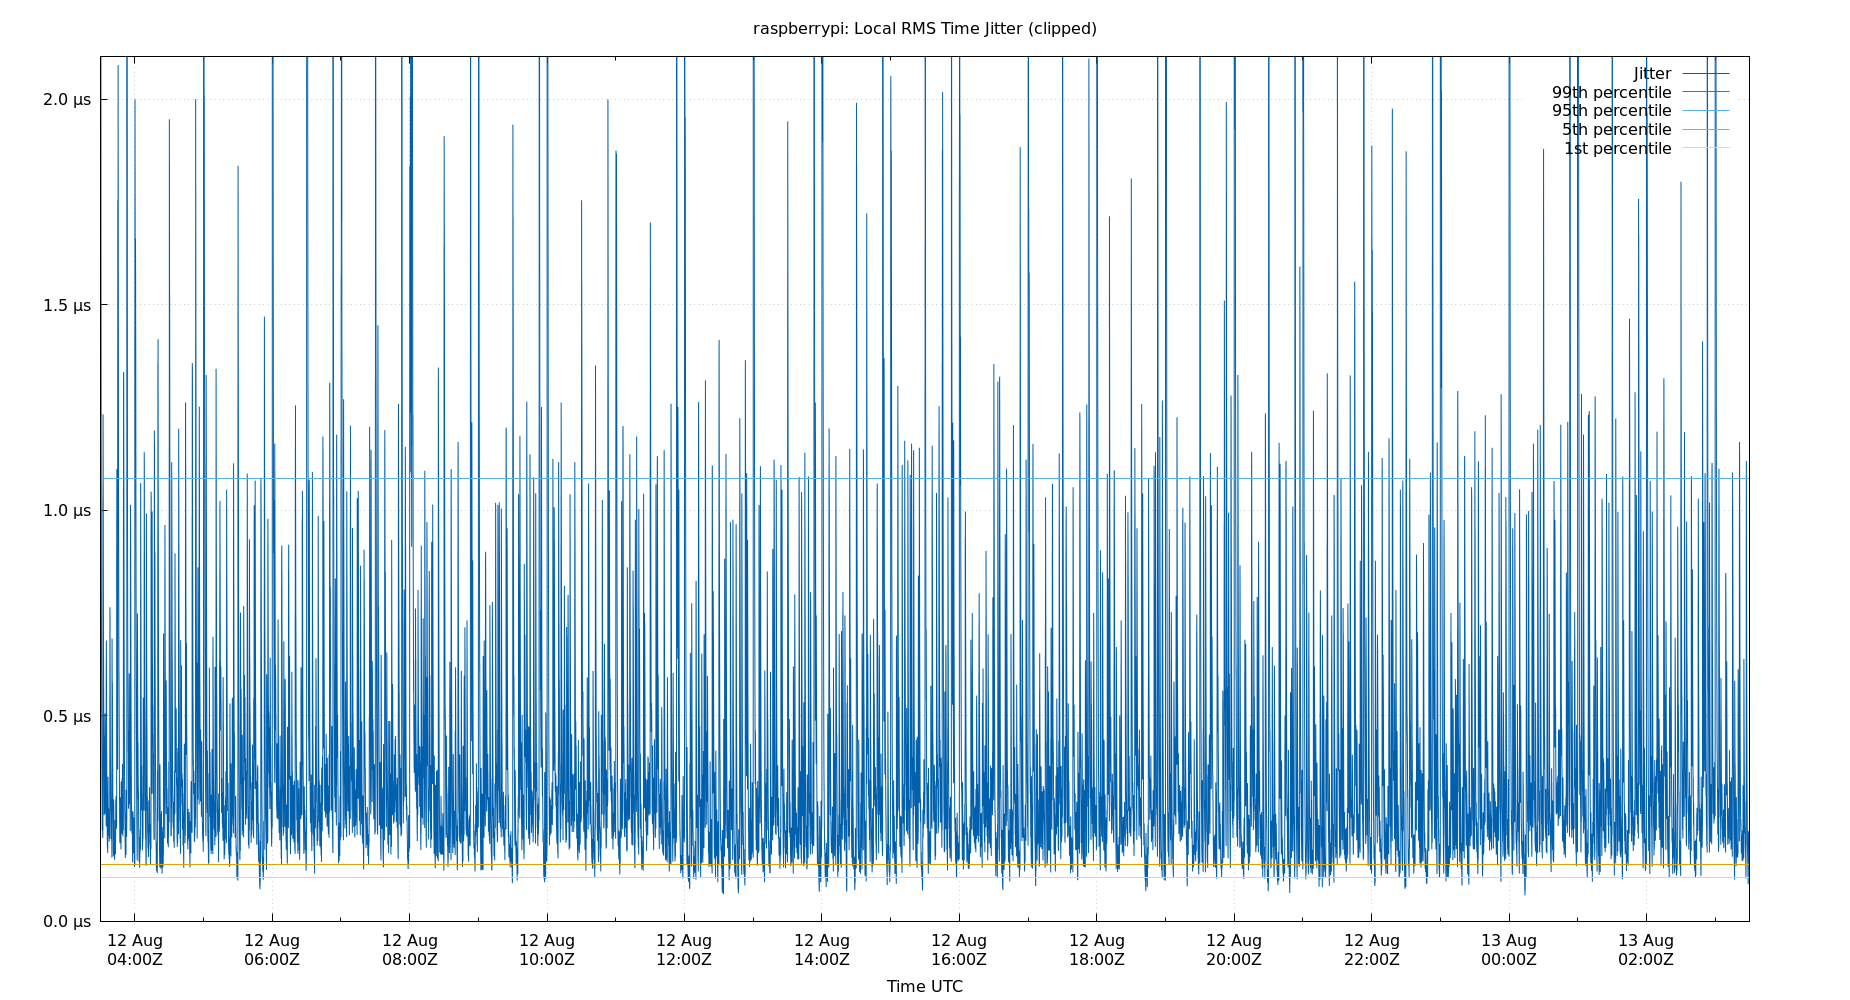 raspberrypi: Local RMS Time Jitter (clipped)
Jitter
99th percentile
95th percentile
5th percentile
1st percentile
2.0 µs
1.5 µs
1.0 µs
0.5 µs
0.0 µs
12 Aug 12 Aug 12 Aug 12 Aug 12 Aug 12 Aug 12 Aug 12 Aug 12 Aug 12 Aug 13 Aug 13 Aug
04:00Z 06:00Z 08:00Z 10:00Z 12:00Z 14:00Z 16:00Z 18:00Z 20:00Z 22:00Z 00:00Z 02:00Z
Time UTC